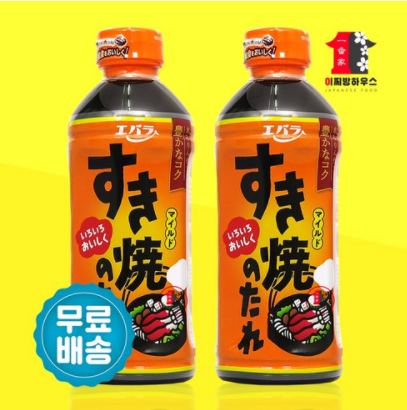 一番家
이찌방하우스
JAPANESE FOOD
エバラ
豊かなコク
すき焼のたれ
マイルド
いろいろ
おいしく
エバラ
豊かなコク
すき焼のたれ
マイルド
いろいろ
おいしく
무료
배송